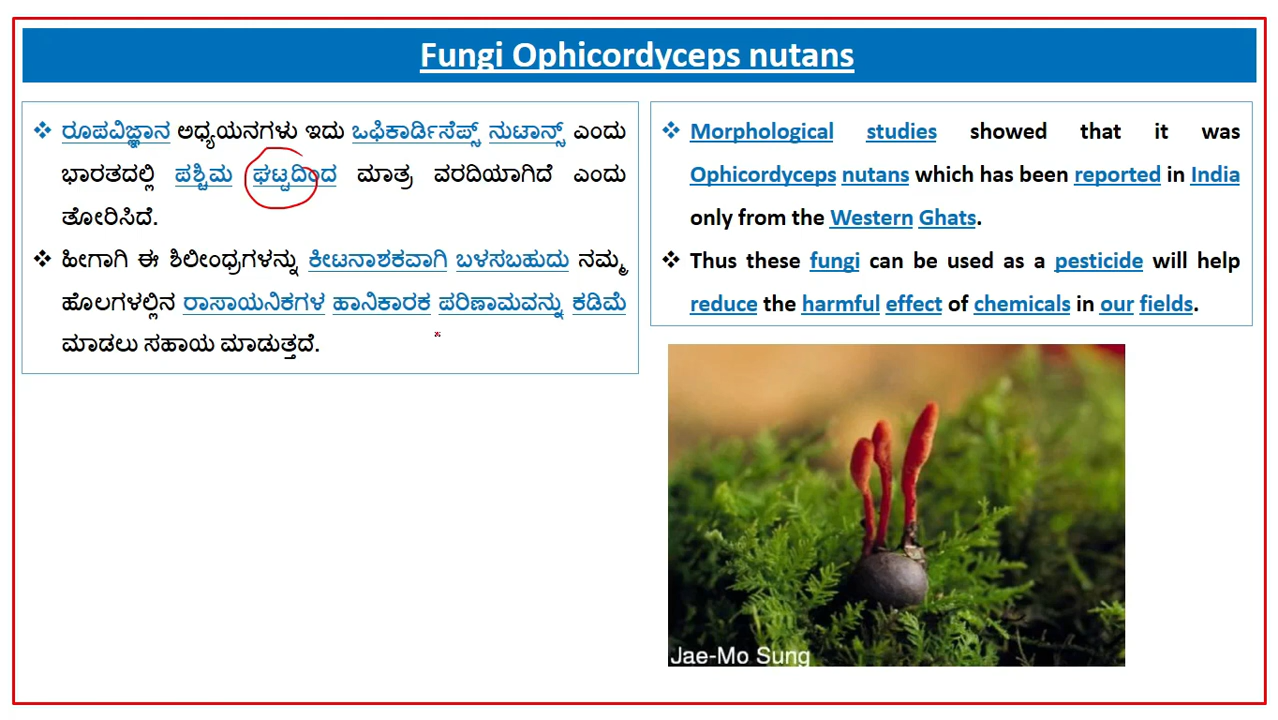 Fungi Ophicordyceps nutans
❖ ರೂಪವಿಜ್ಞಾನ ಅಧ್ಯಯನಗಳು ಇದು ಒಫಿಕಾರ್ಡಿಸೆಪ್ಸ್ ನುಟಾನ್ಸ್ ಎಂದು
ಭಾರತದಲ್ಲಿ ಪಶ್ಚಿಮ ಘಟ್ಟದಿಂದ ಮಾತ್ರ ವರದಿಯಾಗಿದೆ ಎಂದು
ತೋರಿಸಿದೆ.
❖ ಹೀಗಾಗಿ ಈ ಶಿಲೀಂಧ್ರಗಳನ್ನು ಕೀಟನಾಶಕವಾಗಿ ಬಳಸಬಹುದು ನಮ್ಮ
ಹೊಲಗಳಲ್ಲಿನ ರಾಸಾಯನಿಕಗಳ ಹಾನಿಕಾರಕ ಪರಿಣಾಮವನ್ನು ಕಡಿಮೆ
ಮಾಡಲು ಸಹಾಯ ಮಾಡುತ್ತದೆ.
❖ Morphological studies showed that it was
Ophicordyceps nutans which has been reported in India
only from the Western Ghats.
❖ Thus these fungi can be used as a pesticide will help
reduce the harmful effect of chemicals in our fields.
Jae-Mo Sung